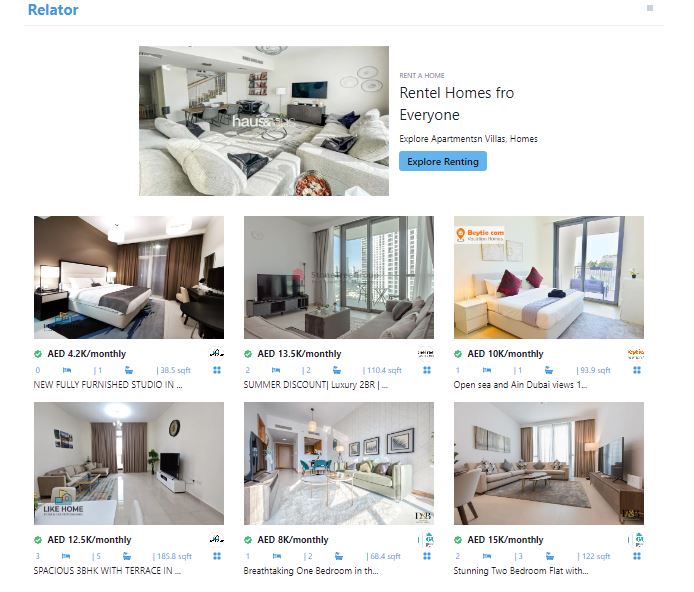 Relator
RENT A HOME
Rentel Homes fro
Everyone
Explore Apartmentsn Villas, Homes
Explore Renting
haus
Beytic com
Vacation Homes
StoneTree Group
AED 4.2K/monthly
0 | 1 | 38.5 sqft
NEW FULLY FURNISHED STUDIO IN ...
AED 13.5K/monthly
2 | 2 | 110.4 sqft
SUMMER DISCOUNT| Luxury 2BR | ...
AED 10K/monthly
1 | 1 | 93.9 sqft
Open sea and Ain Dubai views 1...
LIKE HOME
D&B
AED 12.5K/monthly
3 | 5 | 185.8 sqft
SPACIOUS 3BHK WITH TERRACE IN ...
AED 8K/monthly
1 | 2 | 68.4 sqft
Breathtaking One Bedroom in th...
AED 15K/monthly
2 | 3 | 122 sqft
Stunning Two Bedroom Flat with...